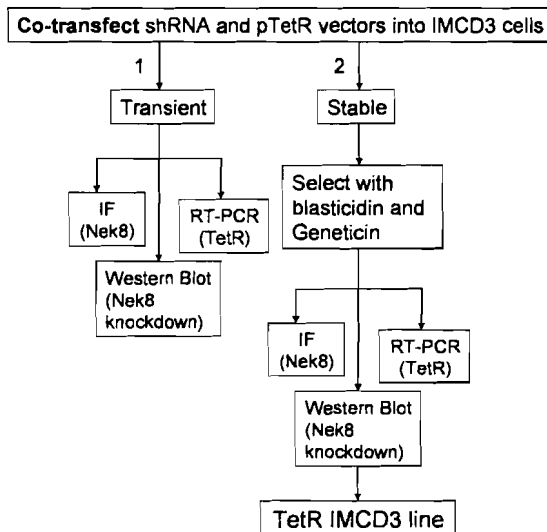 Co-transfect shRNA and pTetR vectors into IMCD3 cells
1
2
Transient
Stable
IF
(Nek8)
RT-PCR
(TetR)
Western Blot
(Nek8
knockdown)
Select with
blasticidin and
Geneticin
IF
(Nek8)
RT-PCR
(TetR)
Western Blot
(Nek8
knockdown)
TetR IMCD3 line